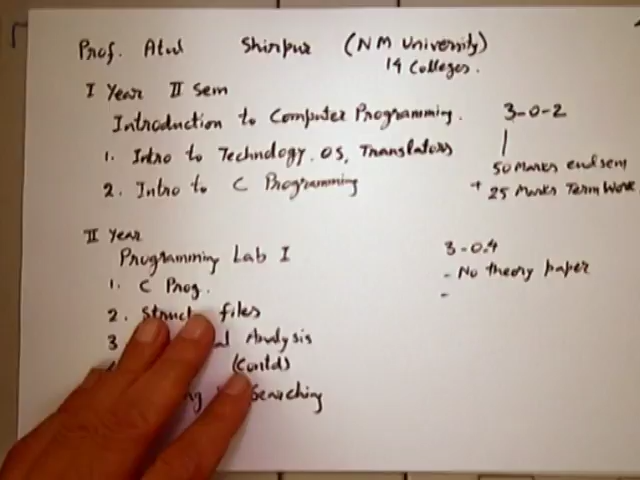 Prof. Atul Shirpur (NM University)
14 Colleges.
I Year II Sem
Introduction to Computer Programming. 3-0-2
1. Intro to Technology. OS, Translators
50 Marks endsem
2. Intro to C Programming
+ 25 Marks Term Work
II Year
Programming Lab I 3-0.4
1. C Prog. - No theory paper
2. files -
3 Analysis
(Contd)
Searching